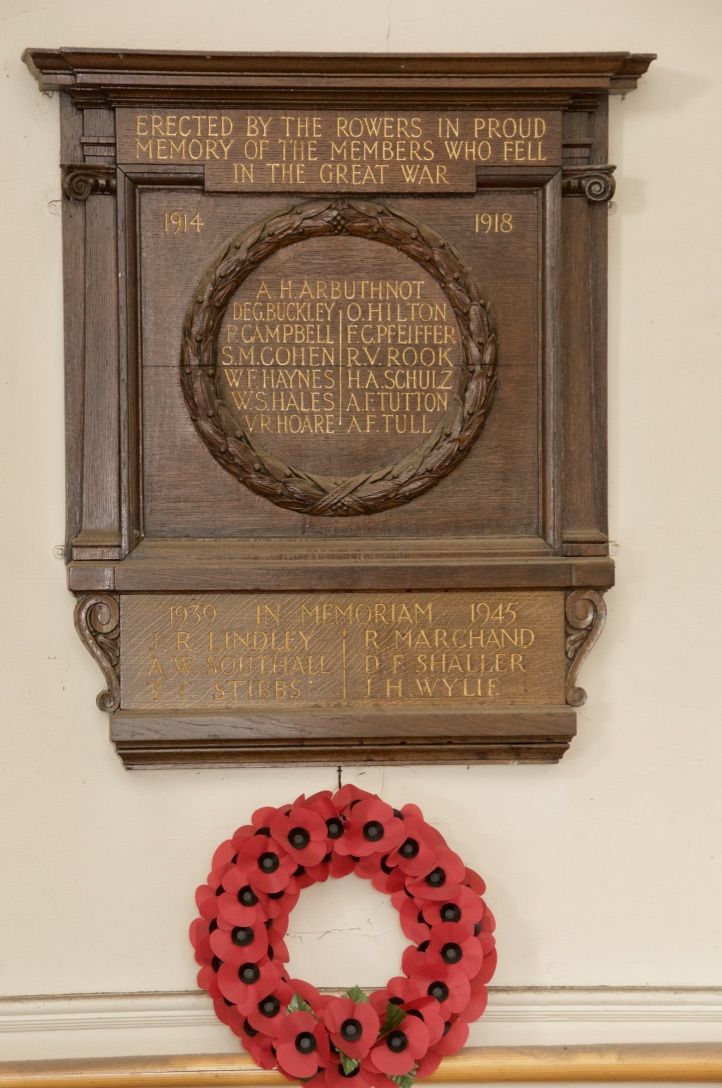 ERECTED BY THE ROWERS IN PROUD
MEMORY OF THE MEMBERS WHO FELL
IN THE GREAT WAR
1914 1918
A.H.ARBUTHNOT
D.E.G.BUCKLEY O.HILTON
P.CAMPBELL F.C.PFEIFFER
S.M.COHEN R.V.ROOK
W.F.HAYNES H.A.SCHULZ
W.S.HALES A.F.TUTTON
V.R.HOARE A.F.TULL
1939 IN MEMORIAM 1945
J. R. LINDLEY R. MARCHAND
A.W. SOUTHALL D. F. SHALLER
STIBBS J.H. WYLIE